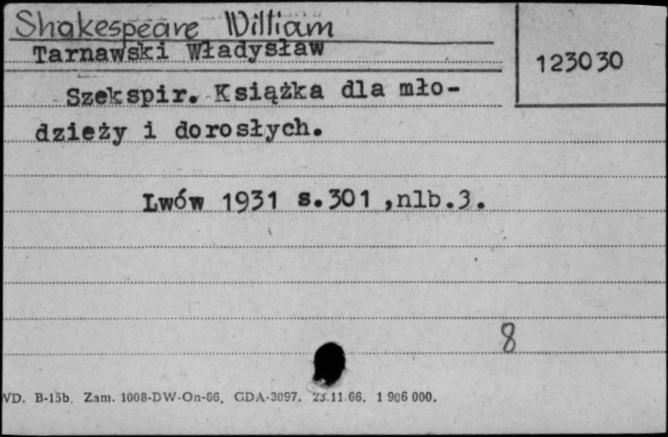 Shakespeare William
Tarnawski Władysław
123030
Szekspir. Książka dla mło-
dzieży i dorosłych.
Lwów 1931 s.301 ,nlb.3.
8
WD. B-15b. Zam. 1008-DW-On-66. GDA-3097. 23.11.66. 1 906 000.